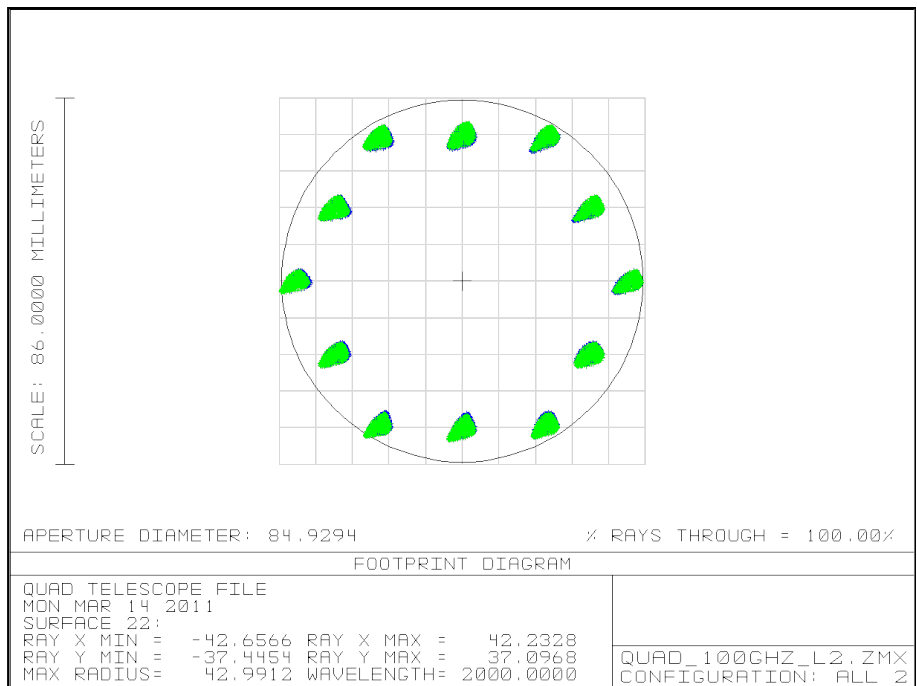 SCALE: 86.0000 MILLIMETERS
APERTURE DIAMETER: 84.9294
% RAYS THROUGH = 100.00%
FOOTPRINT DIAGRAM
QUAD TELESCOPE FILE
MON MAR 14 2011
SURFACE 22:
RAY X MIN = -42.6566 RAY X MAX = 42.2328
RAY Y MIN = -37.4454 RAY Y MAX = 37.0968
MAX RADIUS= 42.9912 WAVELENGTH= 2000.0000
QUAD_100GHZ_L2.ZMX
CONFIGURATION: ALL 2